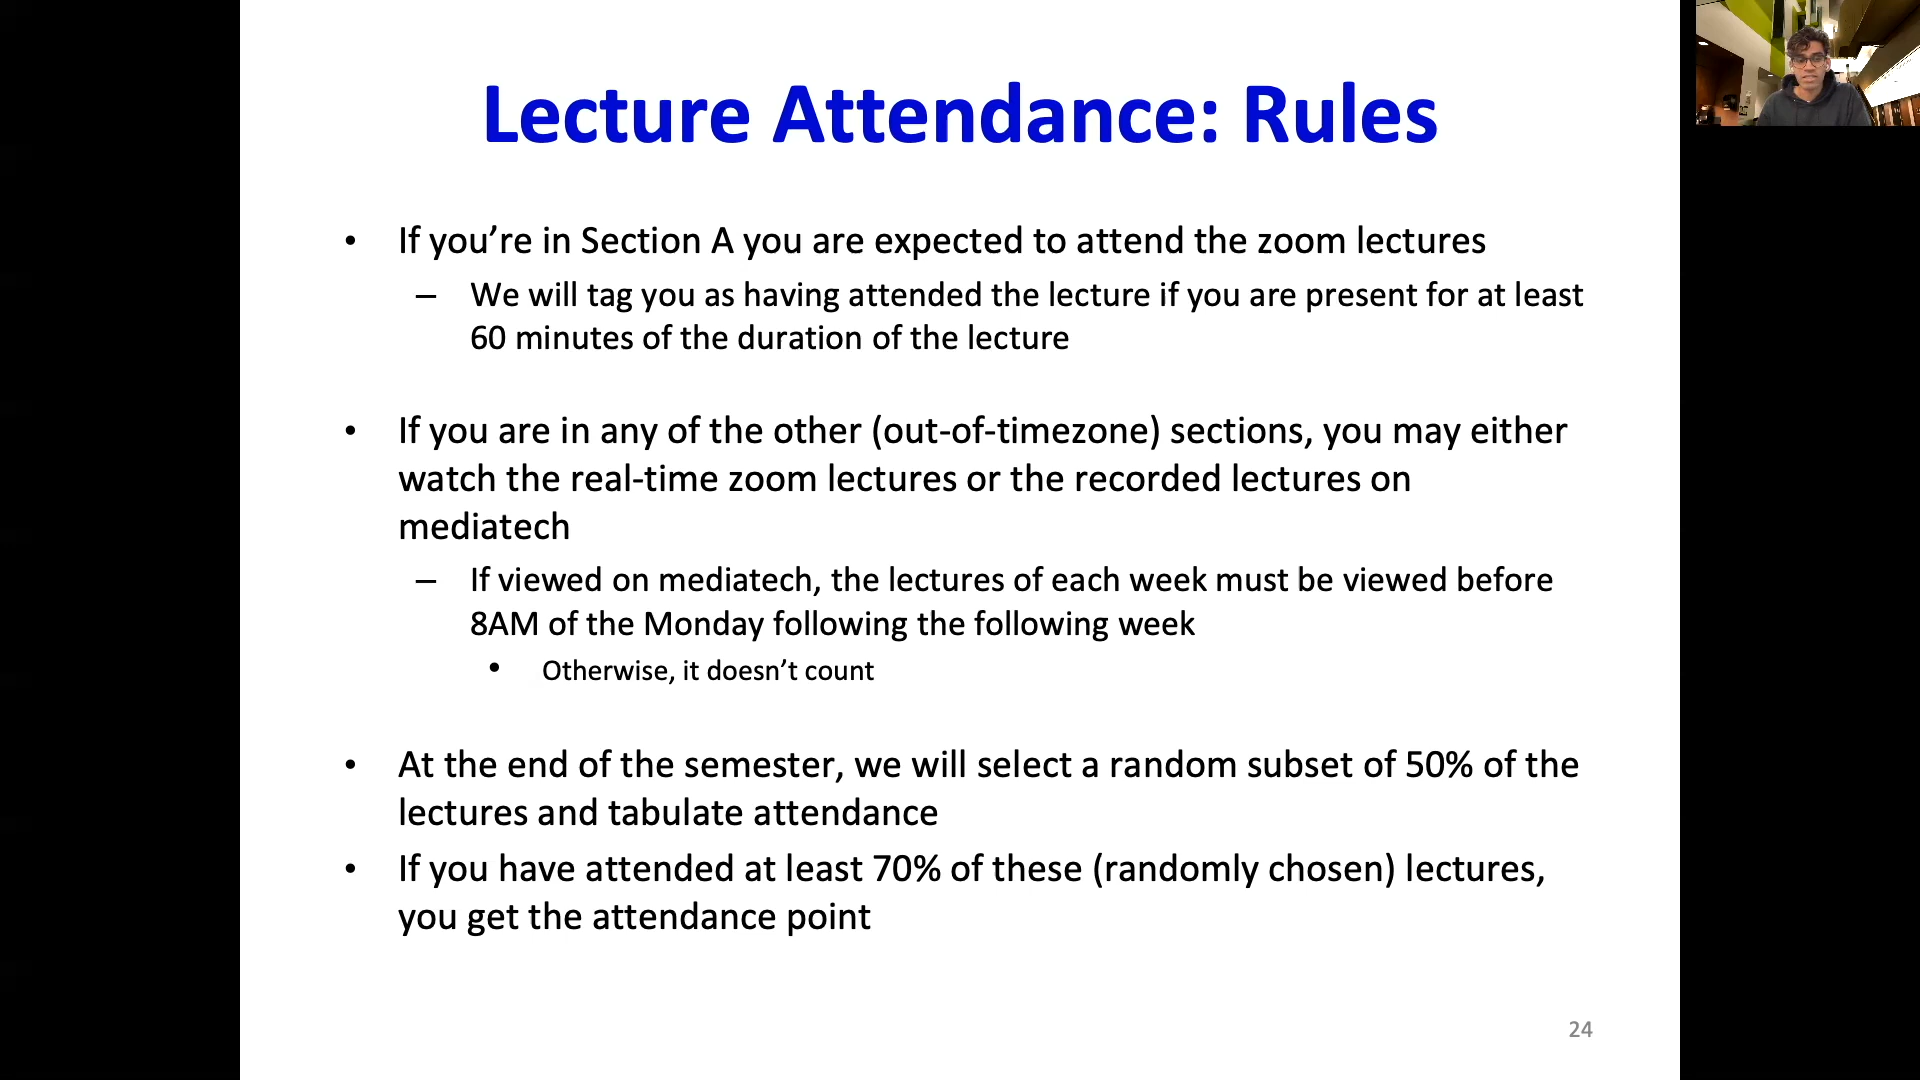 Lecture Attendance: Rules
• If you’re in Section A you are expected to attend the zoom lectures
– We will tag you as having attended the lecture if you are present for at least
60 minutes of the duration of the lecture
• If you are in any of the other (out-of-timezone) sections, you may either
watch the real-time zoom lectures or the recorded lectures on
mediatech
– If viewed on mediatech, the lectures of each week must be viewed before
8AM of the Monday following the following week
• Otherwise, it doesn’t count
• At the end of the semester, we will select a random subset of 50% of the
lectures and tabulate attendance
• If you have attended at least 70% of these (randomly chosen) lectures,
you get the attendance point
24